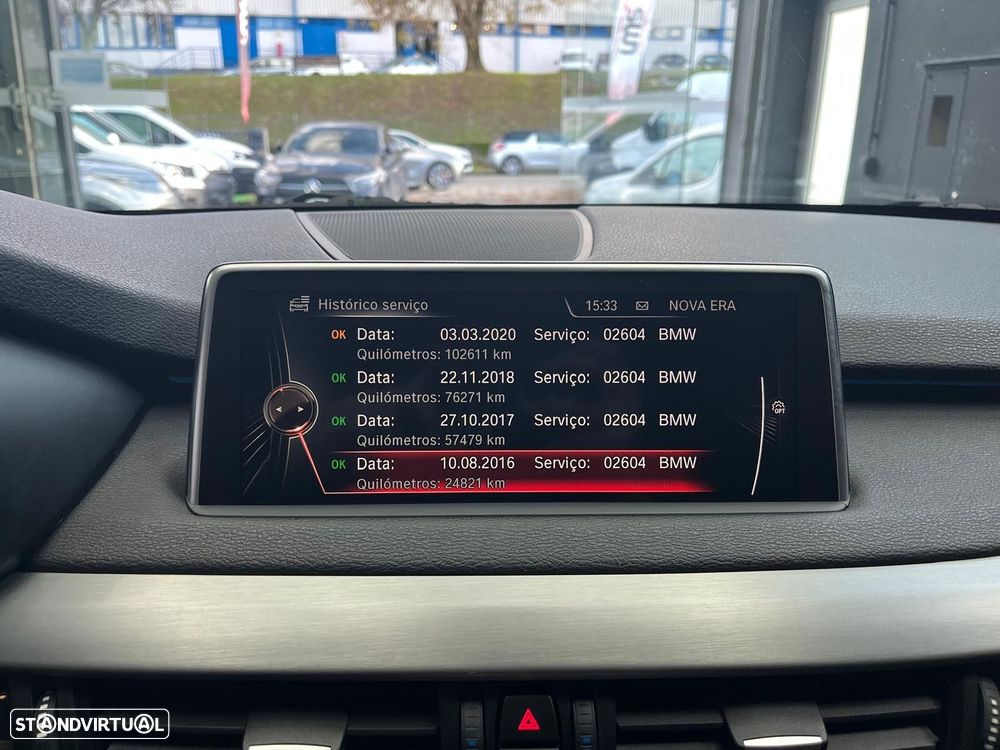 Histórico serviço 15:33 NOVA ERA
OK Data: 03.03.2020 Serviço: 02604 BMW
Quilómetros: 102611 km
OK Data: 22.11.2018 Serviço: 02604 BMW
Quilómetros: 76271 km
OPT
OK Data: 27.10.2017 Serviço: 02604 BMW
Quilómetros: 57479 km
OK Data: 10.08.2016 Serviço: 02604 BMW
Quilómetros: 24821 km
STANDVIRTUAL